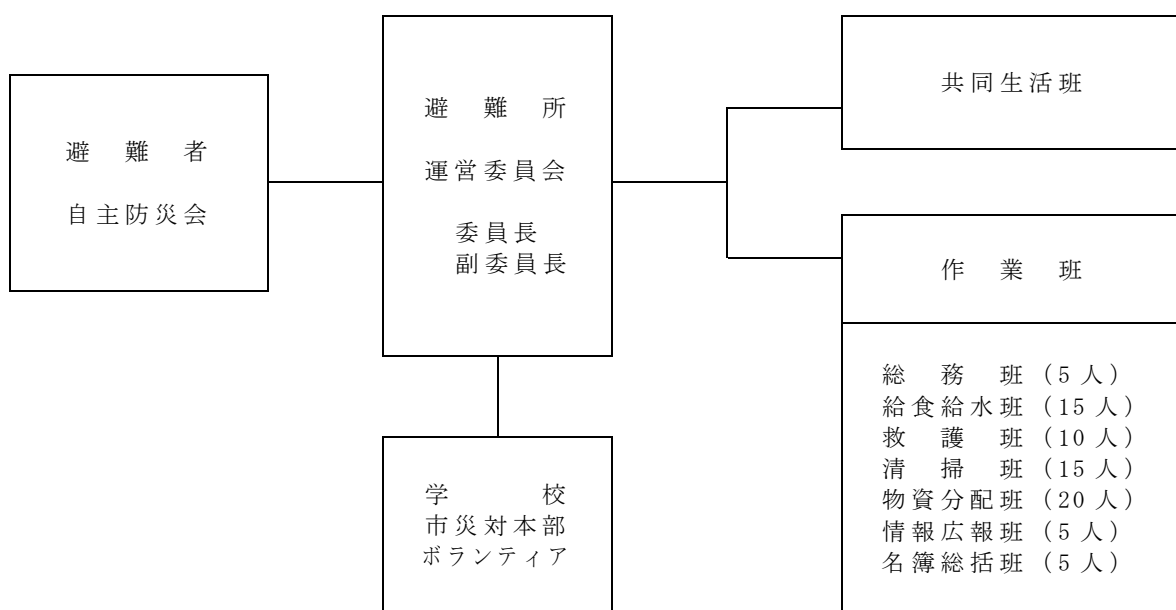 避難者
自主防災会
避難所
運営委員会
委員長
副委員長
学校
市災対本部
ボランティア
共同生活班
作業班
総務班（5人）
給食給水班（15人）
救護班（10人）
清掃班（15人）
物資分配班（20人）
情報広報班（5人）
名簿総括班（5人）